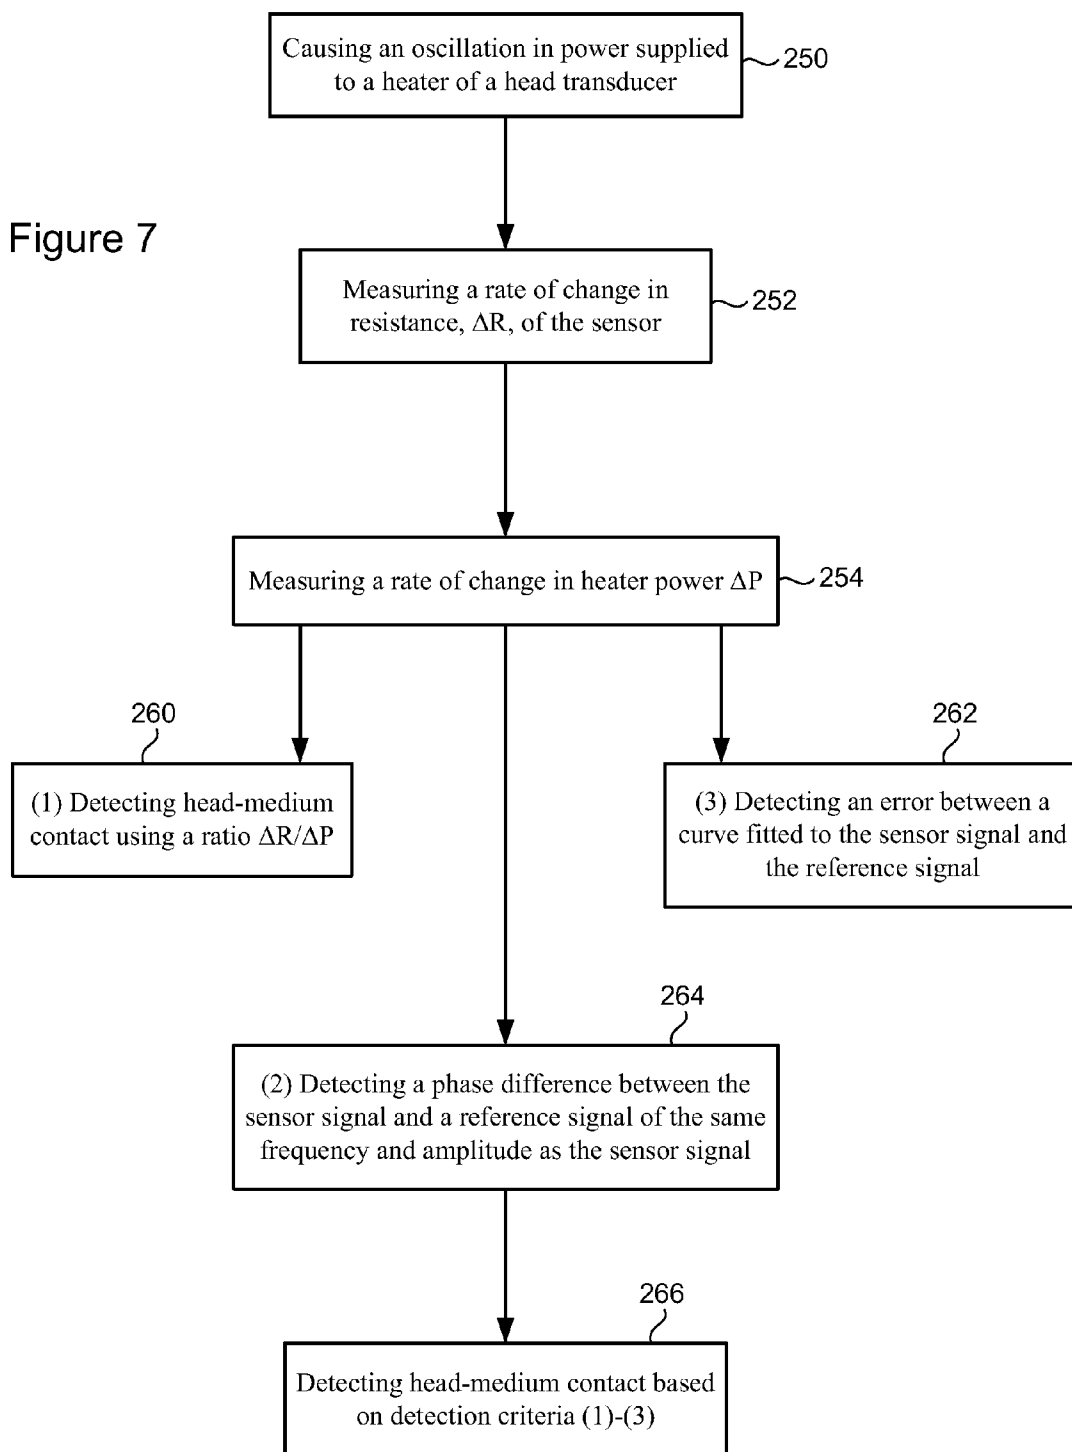 Causing an oscillation in power supplied
to a heater of a head transducer
250
Figure 7
Measuring a rate of change in
resistance, ΔR, of the sensor
252
Measuring a rate of change in heater power ΔP
254
260
(1) Detecting head-medium
contact using a ratio ΔR/ΔP
262
(3) Detecting an error between a
curve fitted to the sensor signal and
the reference signal
264
(2) Detecting a phase difference between the
sensor signal and a reference signal of the same
frequency and amplitude as the sensor signal
266
Detecting head-medium contact based
on detection criteria (1)-(3)